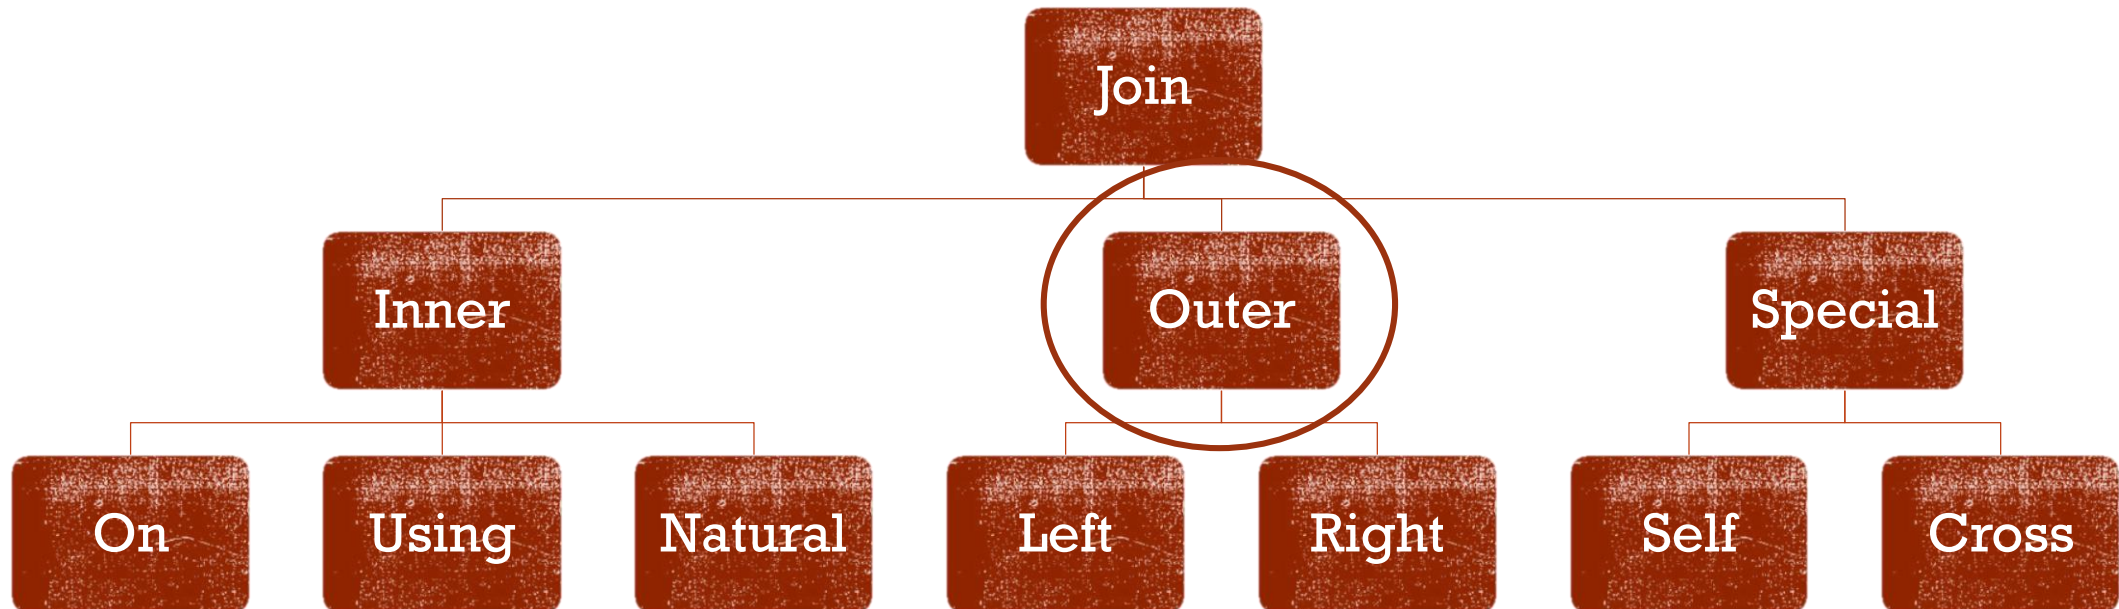 Join
Inner
Outer
Special
On
Using
Natural
Left
Right
Self
Cross